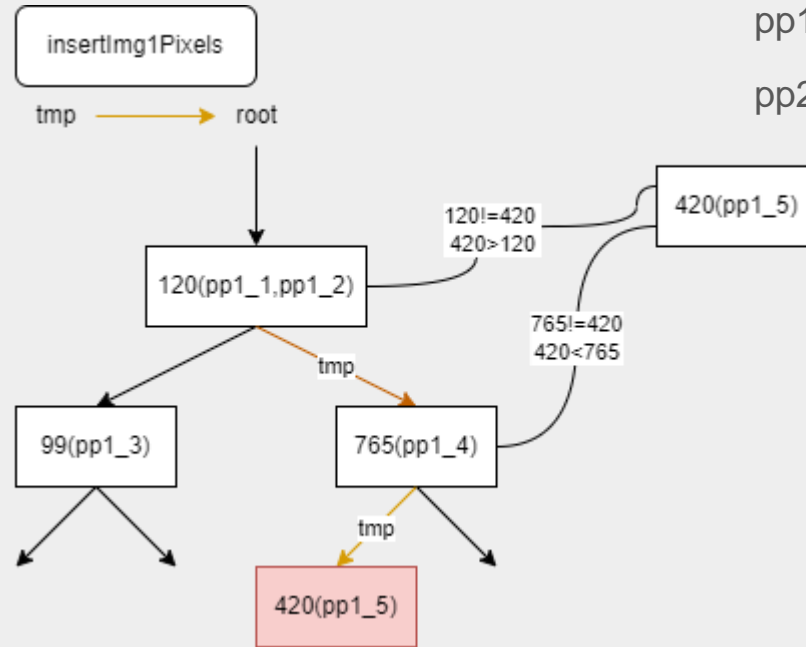 insertImg1Pixels
pp1
tmp
root
pp2
420(pp1_5)
120!=420
420>120
120(pp1_1,pp1_2)
765!=420
420<765
tmp
99(pp1_3)
765(pp1_4)
tmp
420(pp1_5)